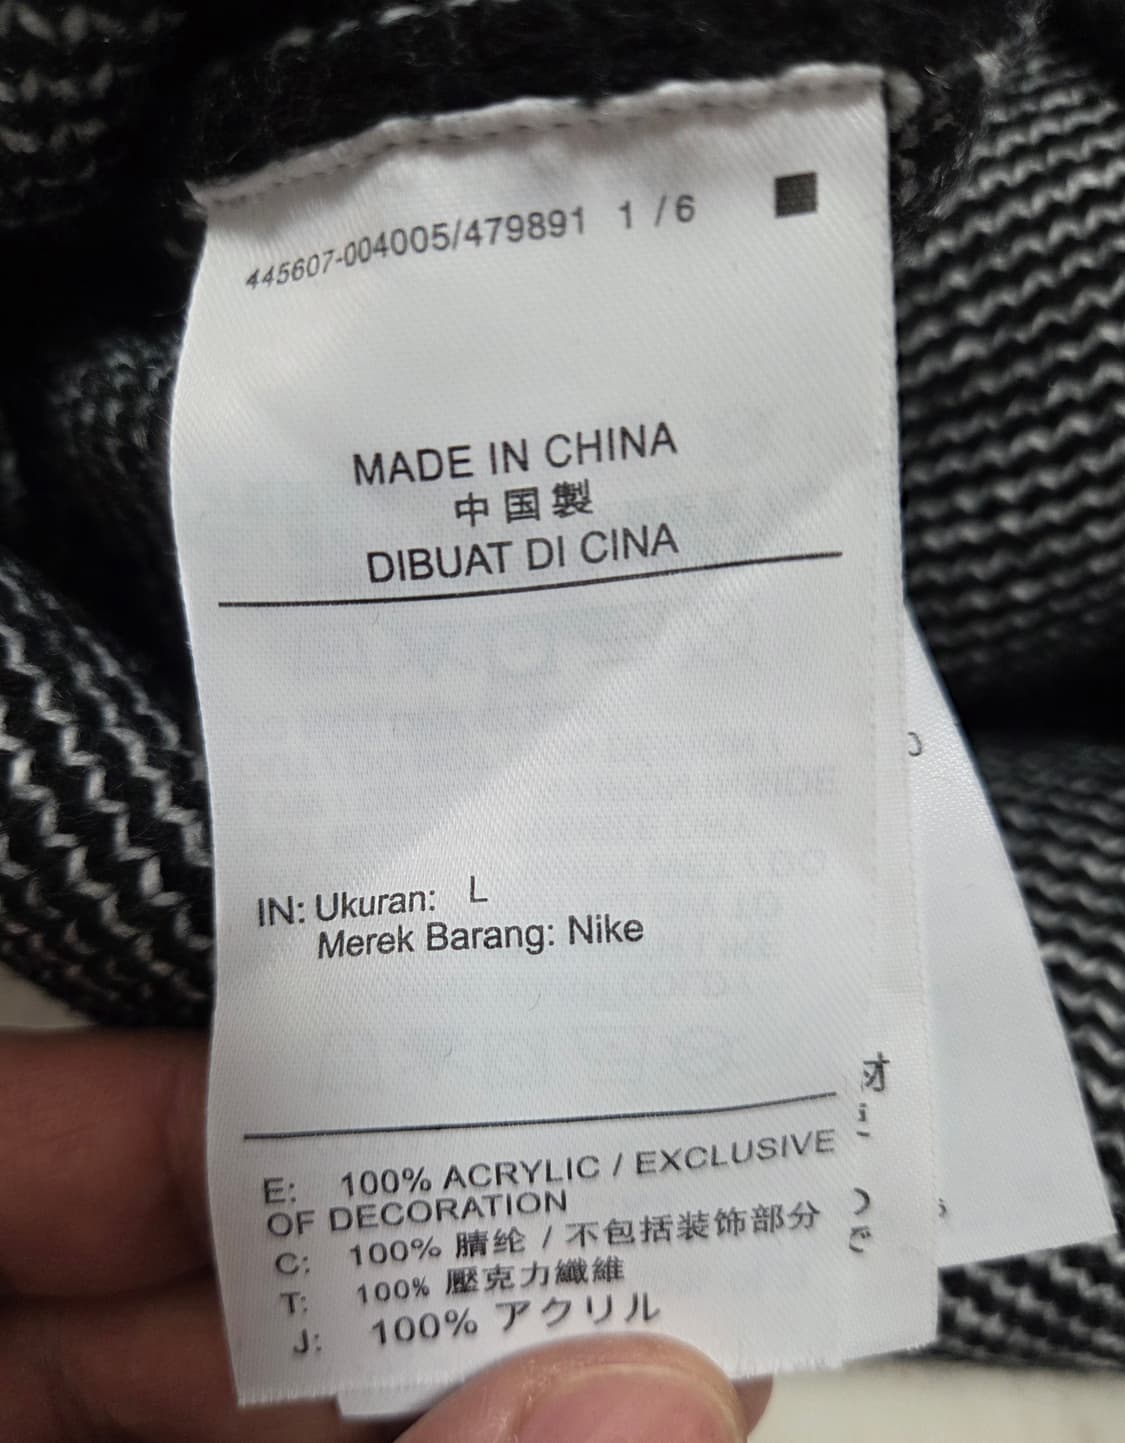 445607-004005/479891 1 / 6
MADE IN CHINA
中国製
DIBUAT DI CINA
IN: Ukuran: L
Merek Barang: Nike
E: 100% ACRYLIC / EXCLUSIVE
OF DECORATION
C: 100% 腈纶 / 不包括装饰部分
T: 100% 壓克力纖維
J: 100% アクリル